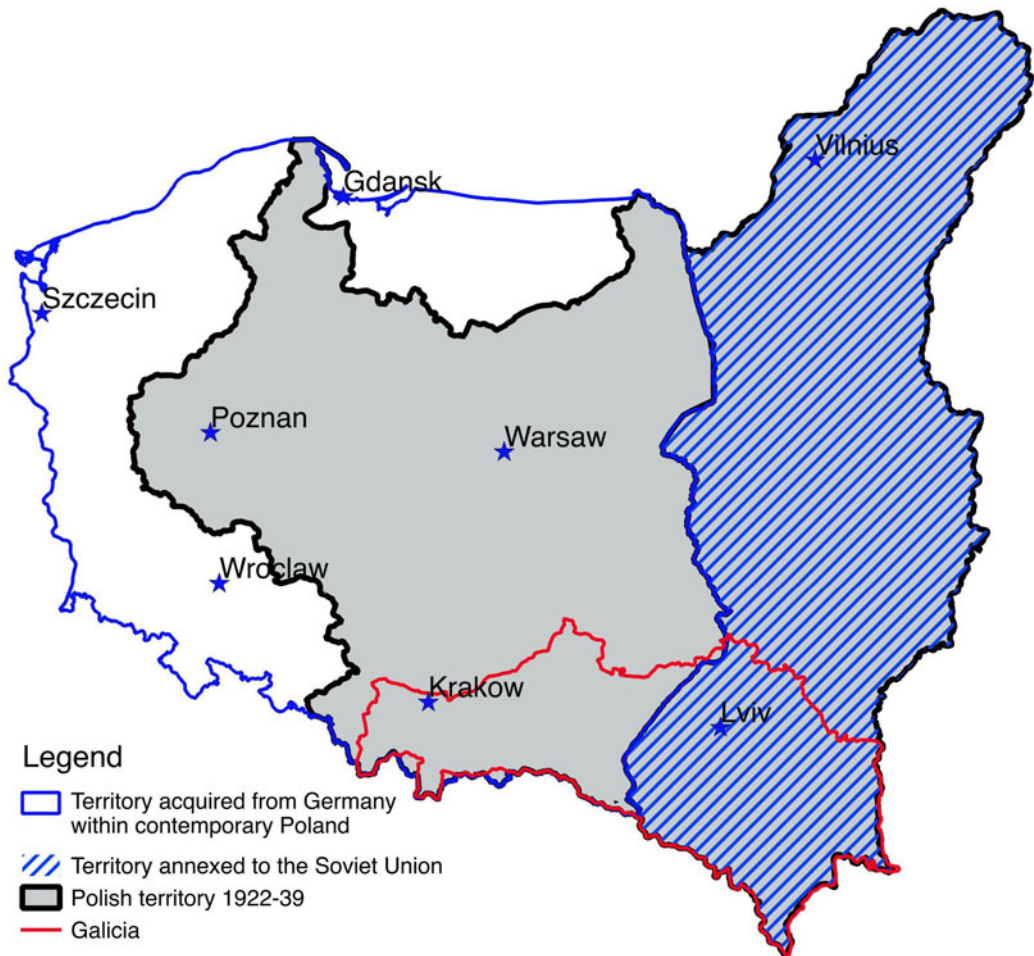 Vilnius
Gdansk
Szczecin
Poznan
Warsaw
Wroclaw
Krakow
Lviv
Legend
Territory acquired from Germany
within contemporary Poland
Territory annexed to the Soviet Union
Polish territory 1922-39
Galicia